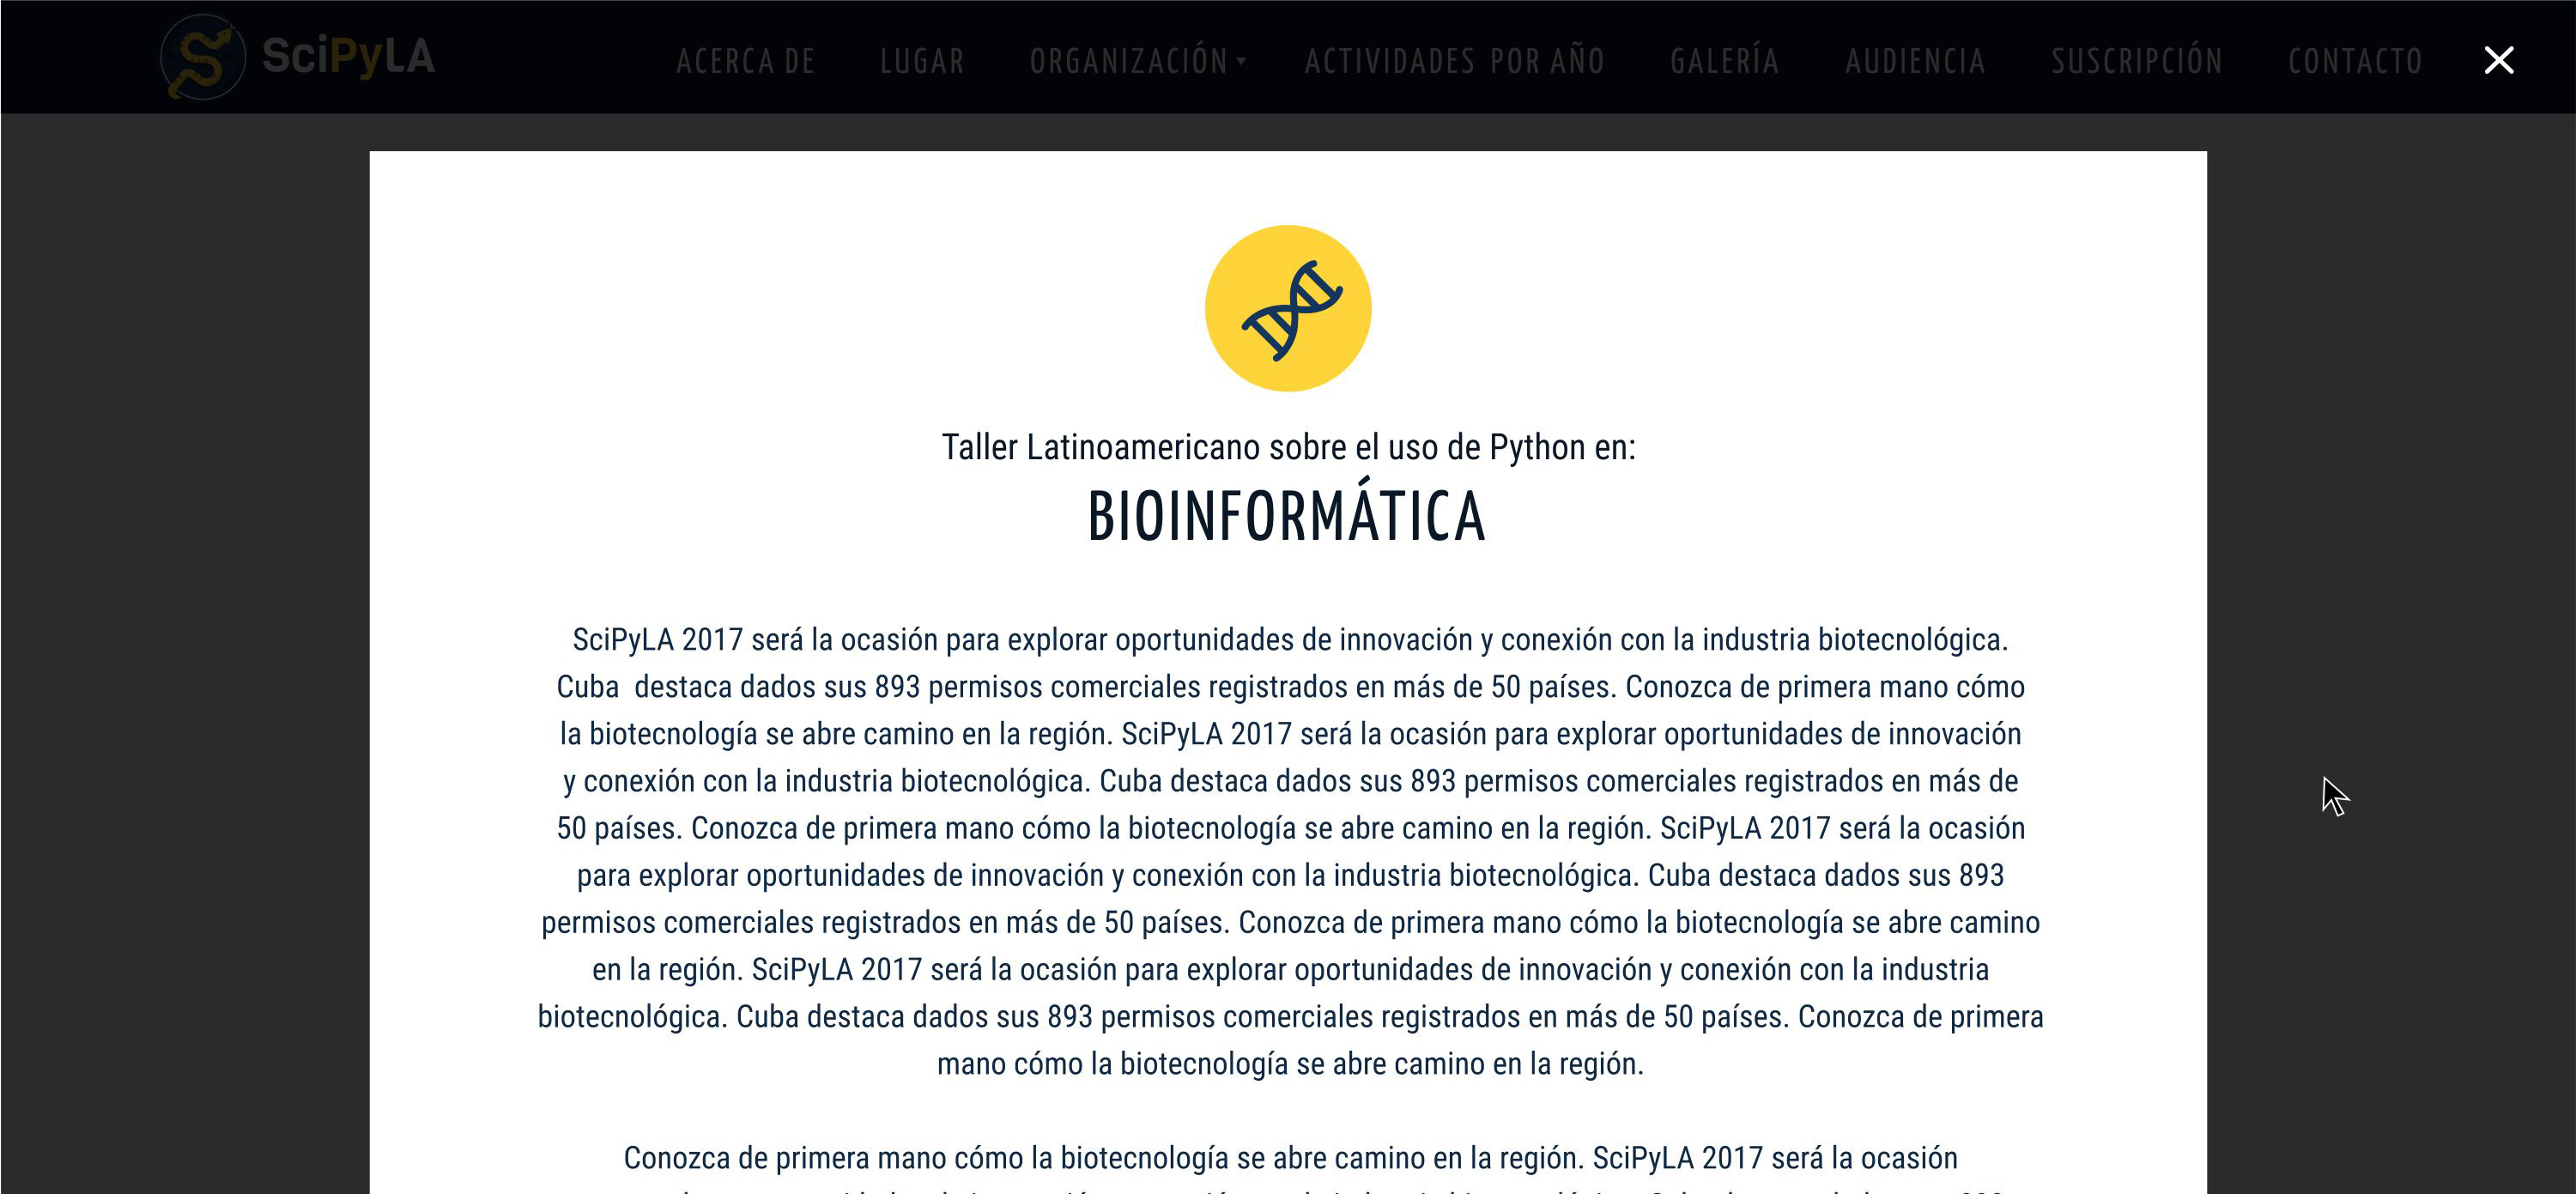 SciPyLA
ACERCA DE LUGAR ORGANIZACIÓN ACTIVIDADES POR AÑO GALERÍA AUDIENCIA SUSCRIPCIÓN CONTACTO
Taller Latinoamericano sobre el uso de Python en:
BIOINFORMÁTICA
SciPyLA 2017 será la ocasión para explorar oportunidades de innovación y conexión con la industria biotecnológica.
Cuba destaca dados sus 893 permisos comerciales registrados en más de 50 países. Conozca de primera mano cómo
la biotecnología se abre camino en la región. SciPyLA 2017 será la ocasión para explorar oportunidades de innovación
y conexión con la industria biotecnológica. Cuba destaca dados sus 893 permisos comerciales registrados en más de
50 países. Conozca de primera mano cómo la biotecnología se abre camino en la región. SciPyLA 2017 será la ocasión
para explorar oportunidades de innovación y conexión con la industria biotecnológica. Cuba destaca dados sus 893
permisos comerciales registrados en más de 50 países. Conozca de primera mano cómo la biotecnología se abre camino
en la región. SciPyLA 2017 será la ocasión para explorar oportunidades de innovación y conexión con la industria
biotecnológica. Cuba destaca dados sus 893 permisos comerciales registrados en más de 50 países. Conozca de primera
mano cómo la biotecnología se abre camino en la región.
Conozca de primera mano cómo la biotecnología se abre camino en la región. SciPyLA 2017 será la ocasión